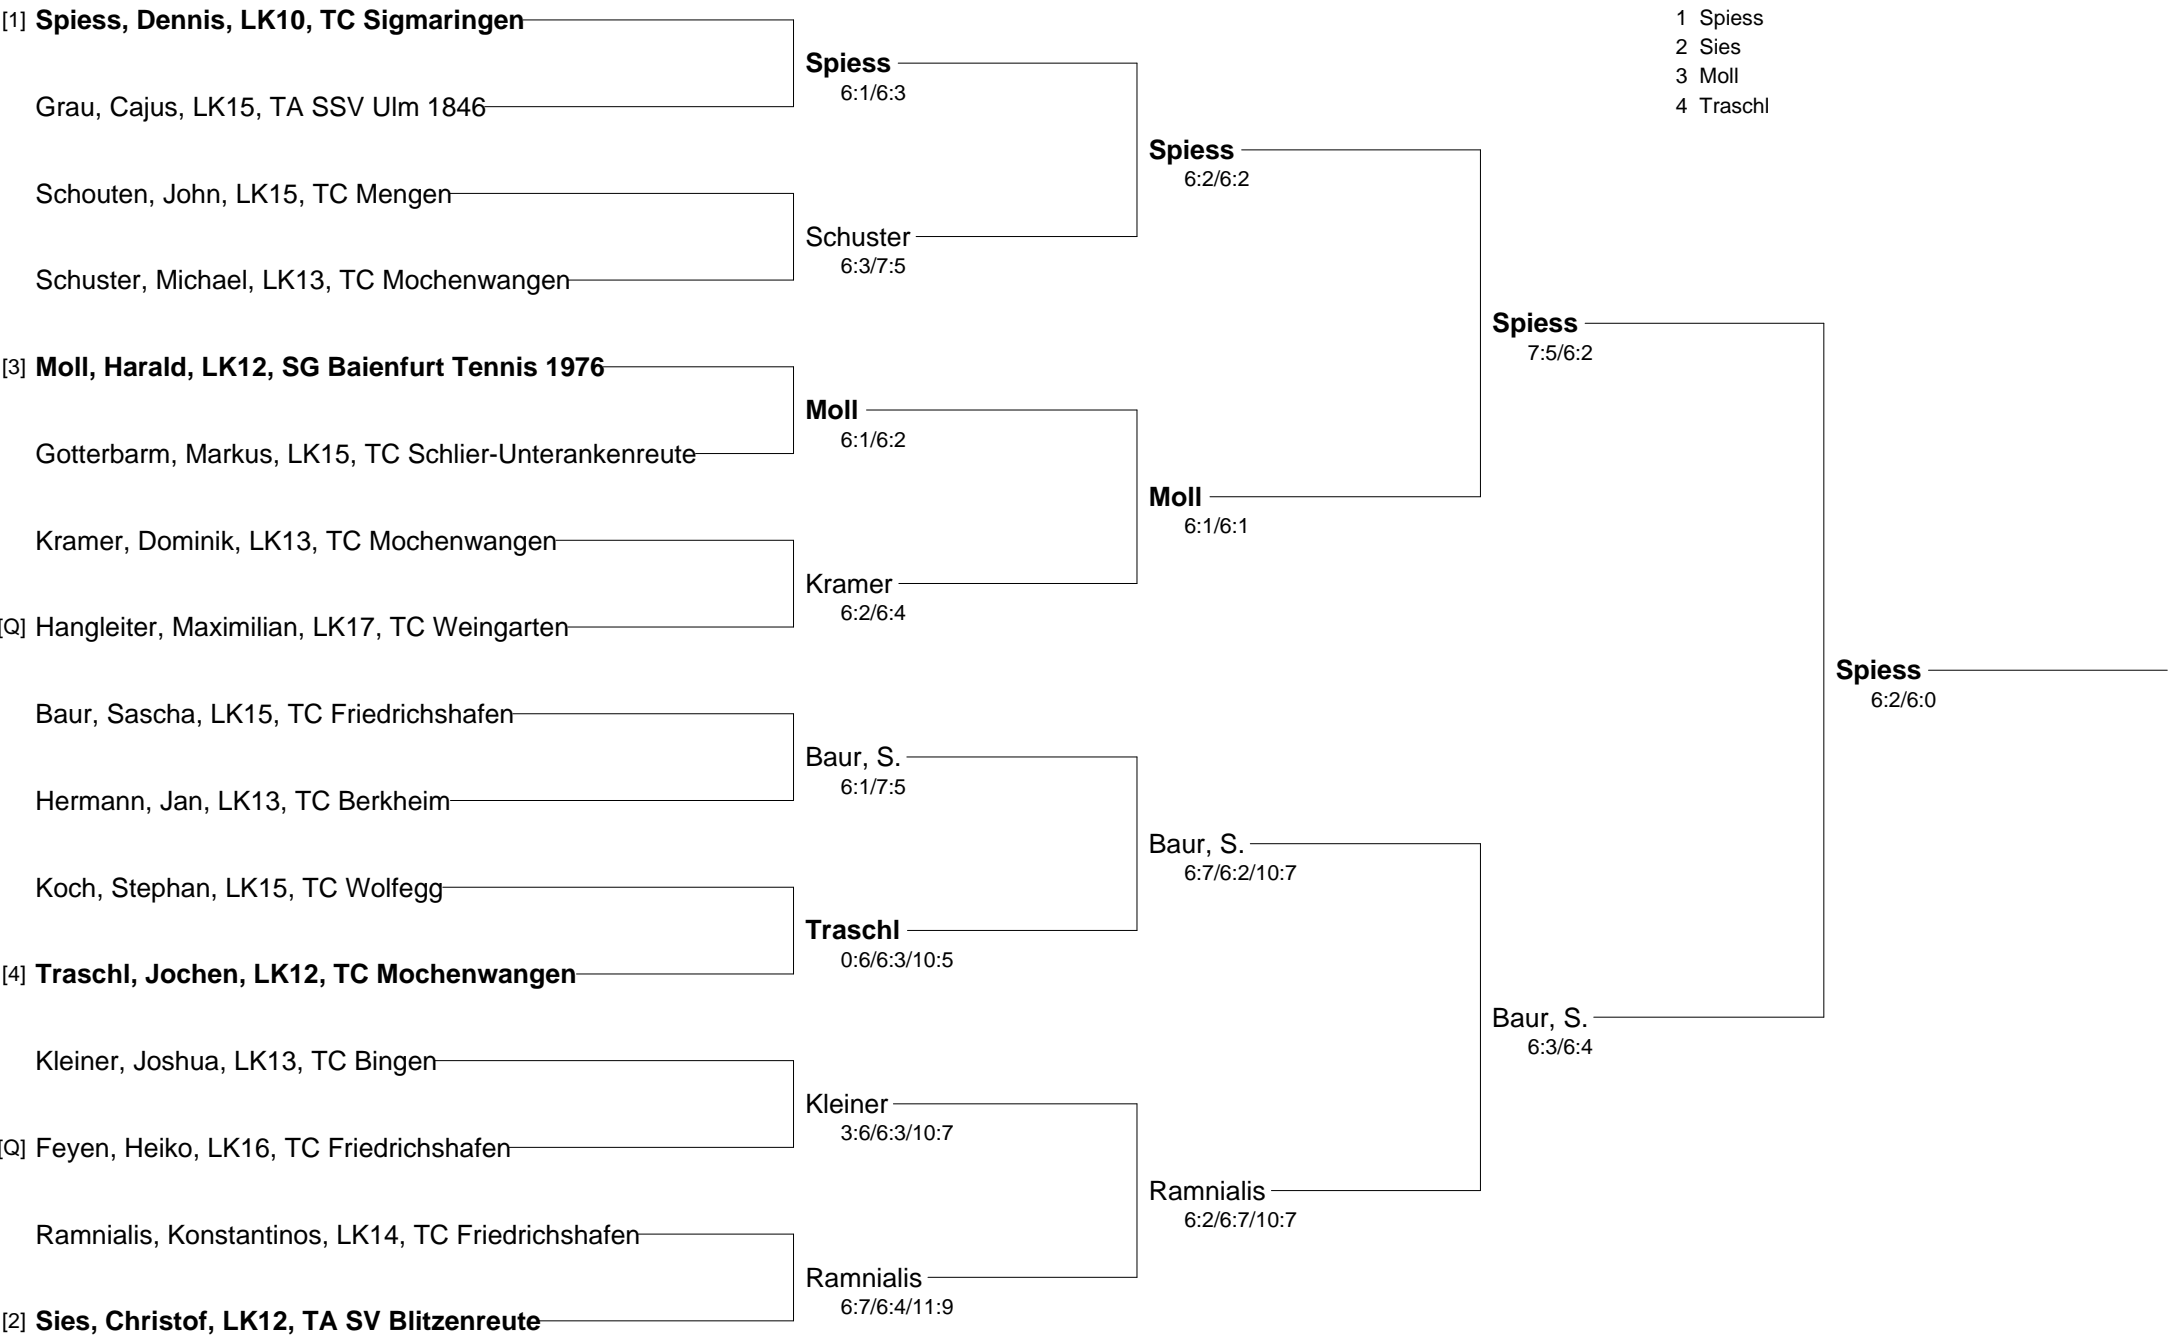 [1] Spiess, Dennis, LK10, TC Sigmaringen
Grau, Cajus, LK15, TA SSV Ulm 1846
Schouten, John, LK15, TC Mengen
Schuster, Michael, LK13, TC Mochenwangen
[3] Moll, Harald, LK12, SG Baienfurt Tennis 1976
Gotterbarm, Markus, LK15, TC Schlier-Unterankenreute
Kramer, Dominik, LK13, TC Mochenwangen
[Q] Hangleiter, Maximilian, LK17, TC Weingarten
Baur, Sascha, LK15, TC Friedrichshafen
Hermann, Jan, LK13, TC Berkheim
Koch, Stephan, LK15, TC Wolfegg
[4] Traschl, Jochen, LK12, TC Mochenwangen
Kleiner, Joshua, LK13, TC Bingen
[Q] Feyen, Heiko, LK16, TC Friedrichshafen
Ramnialis, Konstantinos, LK14, TC Friedrichshafen
[2] Sies, Christof, LK12, TA SV Blitzenreute
Spiess
6:1/6:3
Schuster
6:3/7:5
Moll
6:1/6:2
Kramer
6:2/6:4
Baur, S.
6:1/7:5
Traschl
0:6/6:3/10:5
Kleiner
3:6/6:3/10:7
Ramnialis
6:7/6:4/11:9
Spiess
6:2/6:2
Moll
6:1/6:1
Baur, S.
6:7/6:2/10:7
Ramnialis
6:2/6:7/10:7
Spiess
7:5/6:2
Baur, S.
6:3/6:4
Spiess
6:2/6:0
1 Spiess
2 Sies
3 Moll
4 Traschl